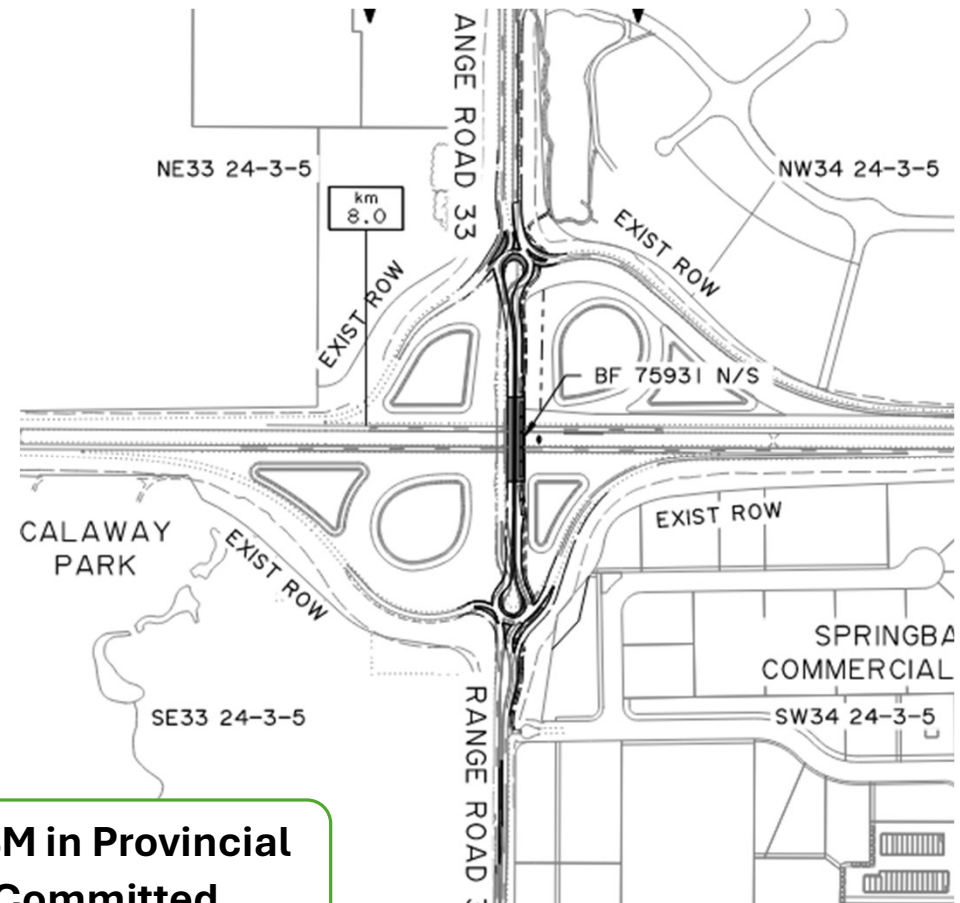 ANGE ROAD 33
NE33 24-3-5
NW34 24-3-5
km
8.0
EXIST ROW
EXIST ROW
BF 75931 N/S
CALAWAY
PARK
EXIST ROW
EXIST ROW
SPRINGBA
COMMERCIAL
SE33 24-3-5
SW34 24-3-5
RANGE ROAD
M in Provincial
Committed